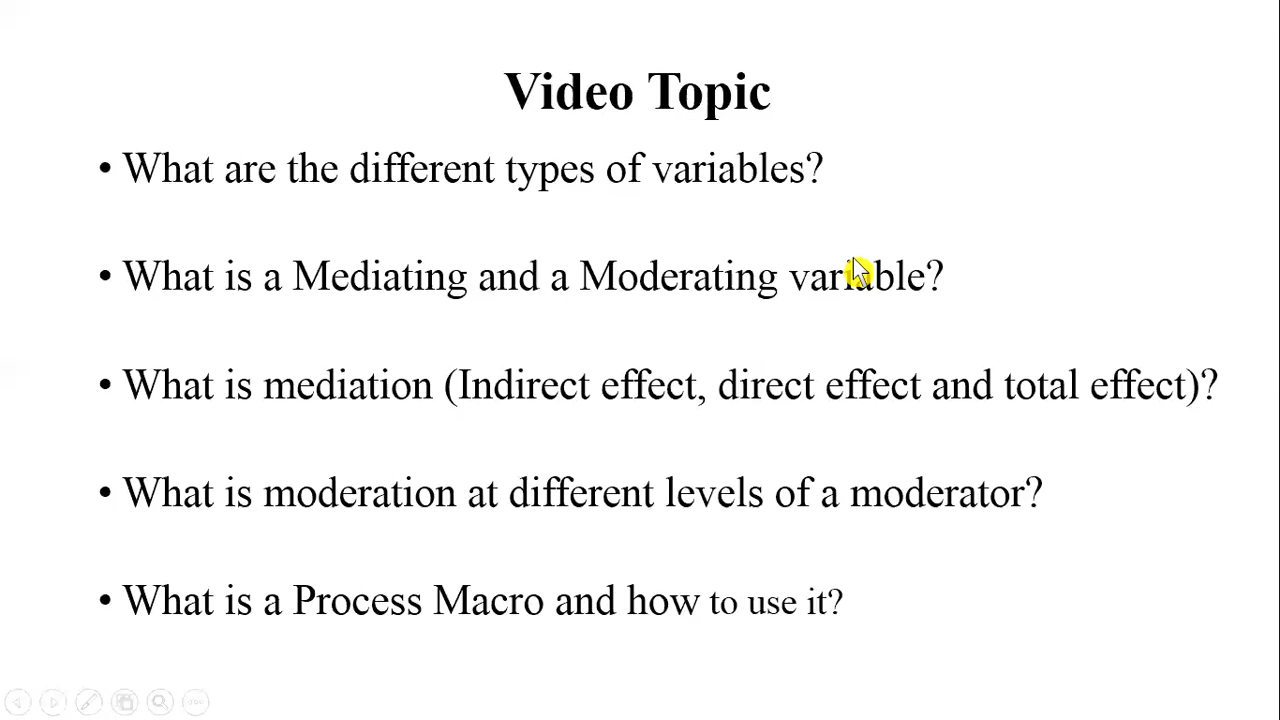 Video Topic
• What are the different types of variables?
• What is a Mediating and a Moderating variable?
• What is mediation (Indirect effect, direct effect and total effect)?
• What is moderation at different levels of a moderator?
• What is a Process Macro and how to use it?